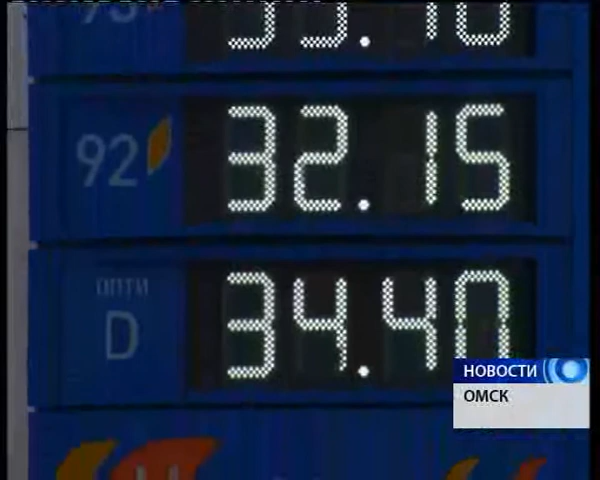 92 32.15
ОПТИ
D 34.40
НОВОСТИ
ОМСК